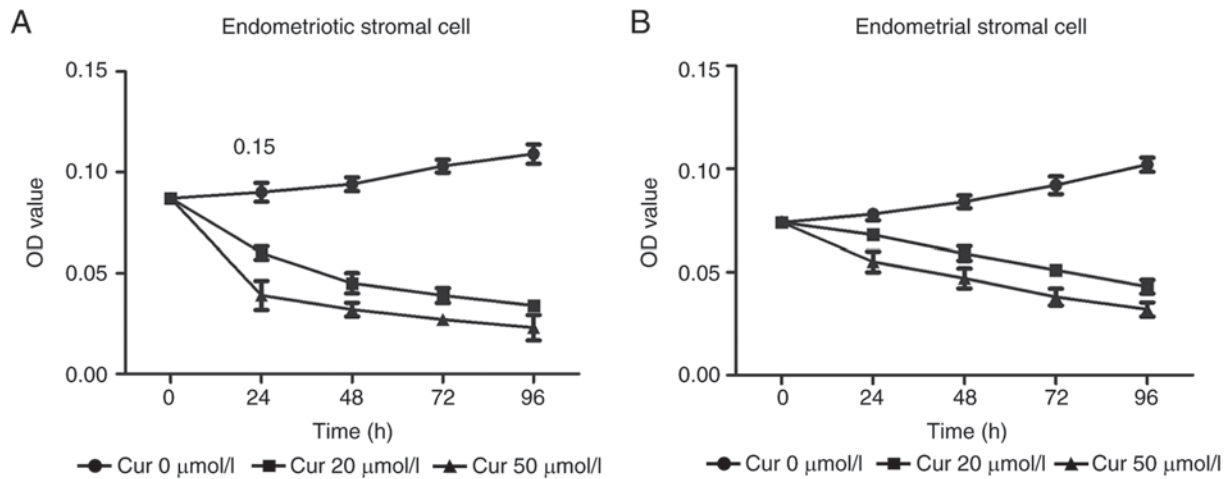 A
Endometriotic stromal cell
0.15
0.10
0.05
0.00
OD value
0.15
0
24
48
72
96
Time (h)
Cur 0 μmol/l
Cur 20 μmol/l
Cur 50 μmol/l
B
Endometrial stromal cell
0.15
0.10
0.05
0.00
OD value
0
24
48
72
96
Time (h)
Cur 0 μmol/l
Cur 20 μmol/l
Cur 50 μmol/l